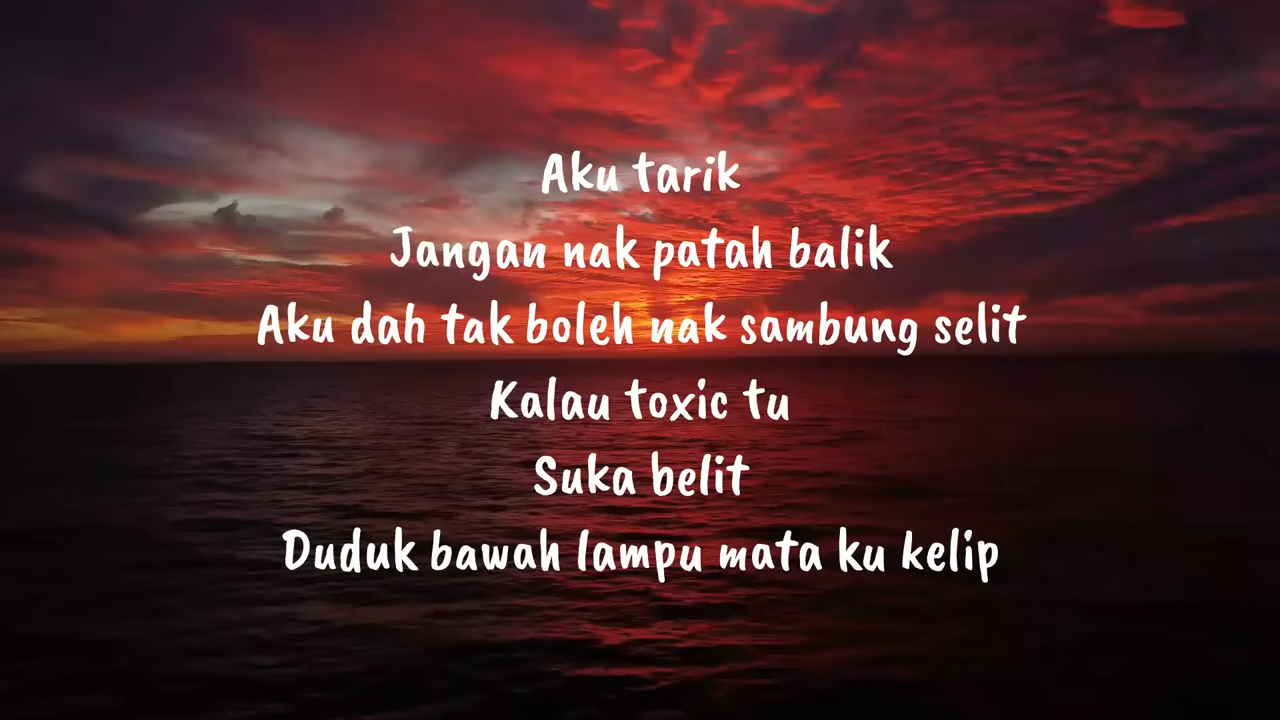 Aku tarik
Jangan nak patah balik
Aku dah tak boleh nak sambung selit
Kalau toxic tu
Suka belit
Duduk bawah lampu mata ku kelip